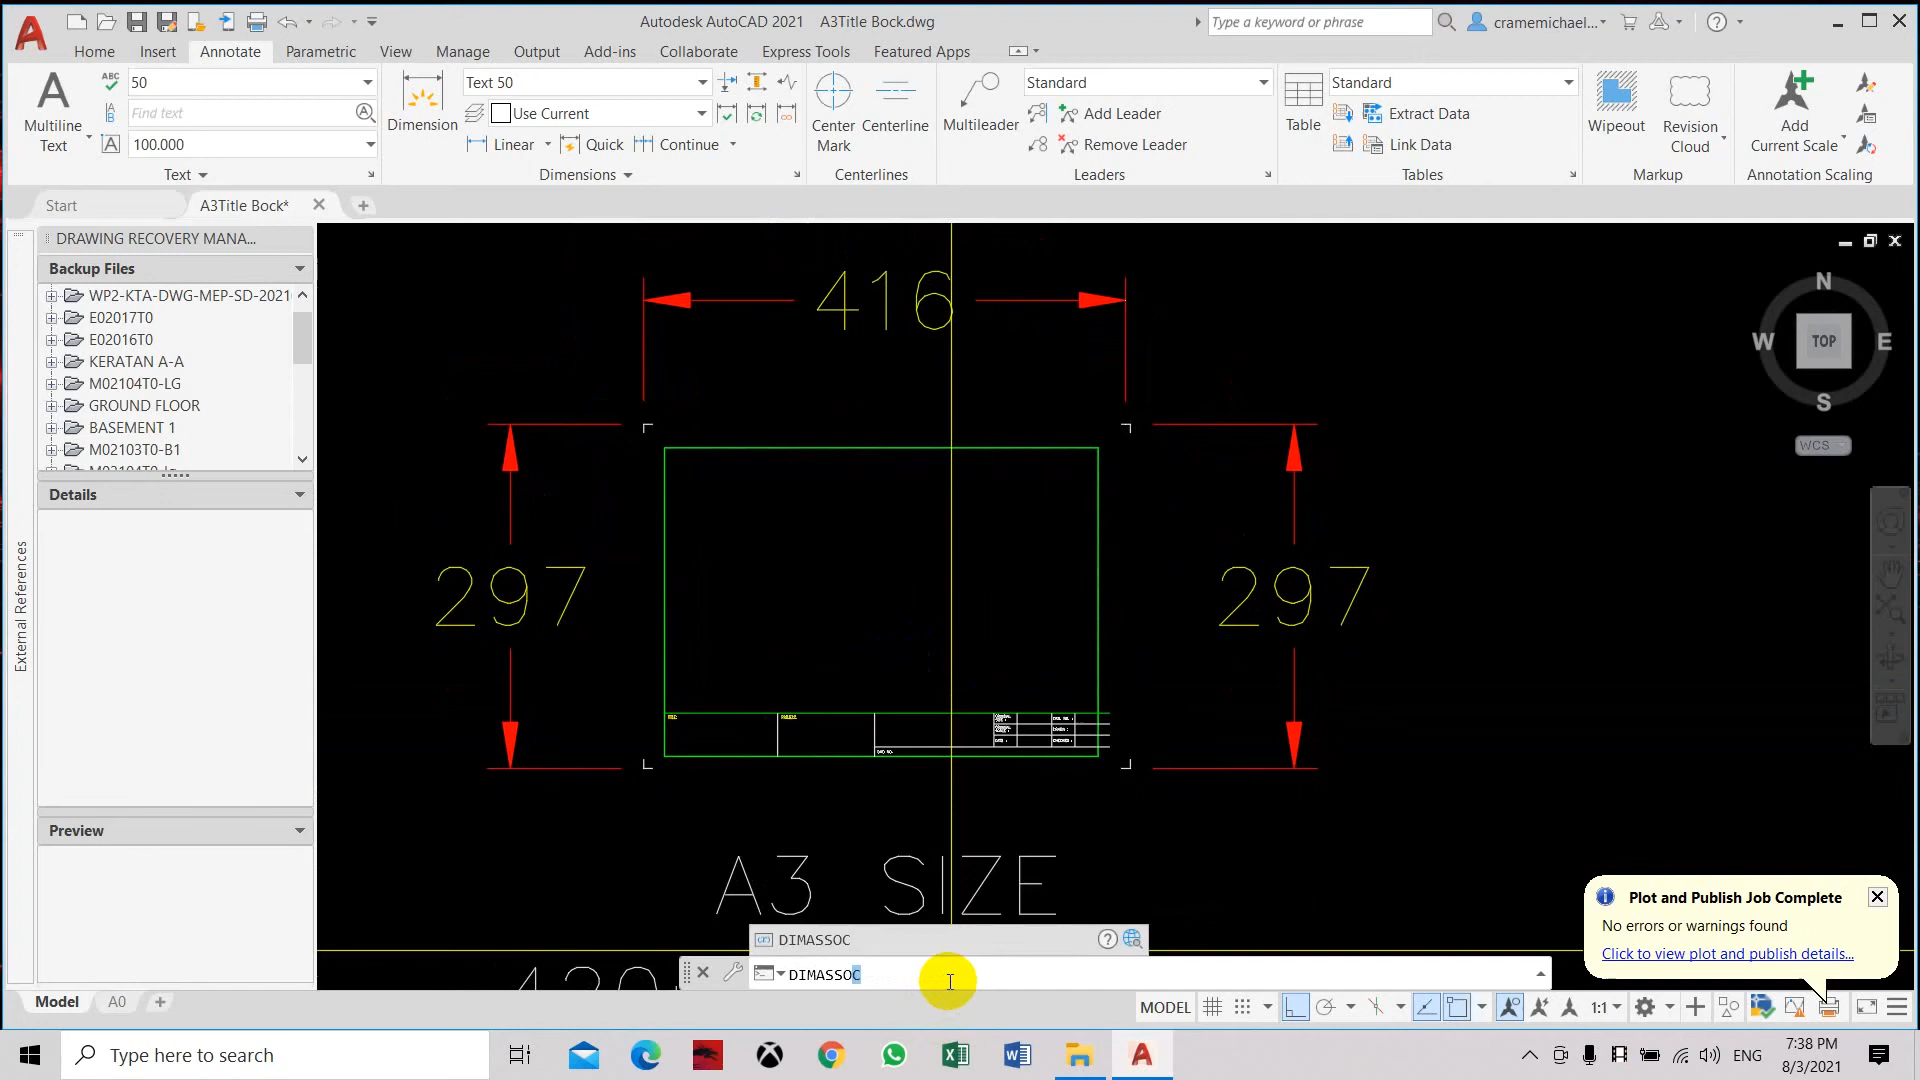 Autodesk AutoCAD 2021 A3Title Bock.dwg
Type a keyword or phrase
cramemichael...
Home Insert Annotate Parametric View Manage Output Add-ins Collaborate Express Tools Featured Apps
ABC
50
Text 50
Standard
Standard
Find text
Use Current
Add Leader
Extract Data
Multiline
Text
100.000
Dimension
Linear
Quick
Continue
Center
Mark
Centerline
Multileader
Remove Leader
Table
Link Data
Wipeout
Revision
Cloud
Add
Current Scale
Text
Dimensions
Centerlines
Leaders
Tables
Markup
Annotation Scaling
Start
A3Title Bock*
DRAWING RECOVERY MANA...
Backup Files
WP2-KTA-DWG-MEP-SD-2021
E02017T0
E02016T0
KERATAN A-A
M02104T0-LG
GROUND FLOOR
BASEMENT 1
M02103T0-B1
Details
Preview
External References
416
297
297
A3 SIZE
N
W
TOP
E
S
WCS
DIMASSOC
DIMASSOC
Plot and Publish Job Complete
No errors or warnings found
Click to view plot and publish details...
Model
A0
MODEL
1:1
Type here to search
ENG
7:38 PM
8/3/2021